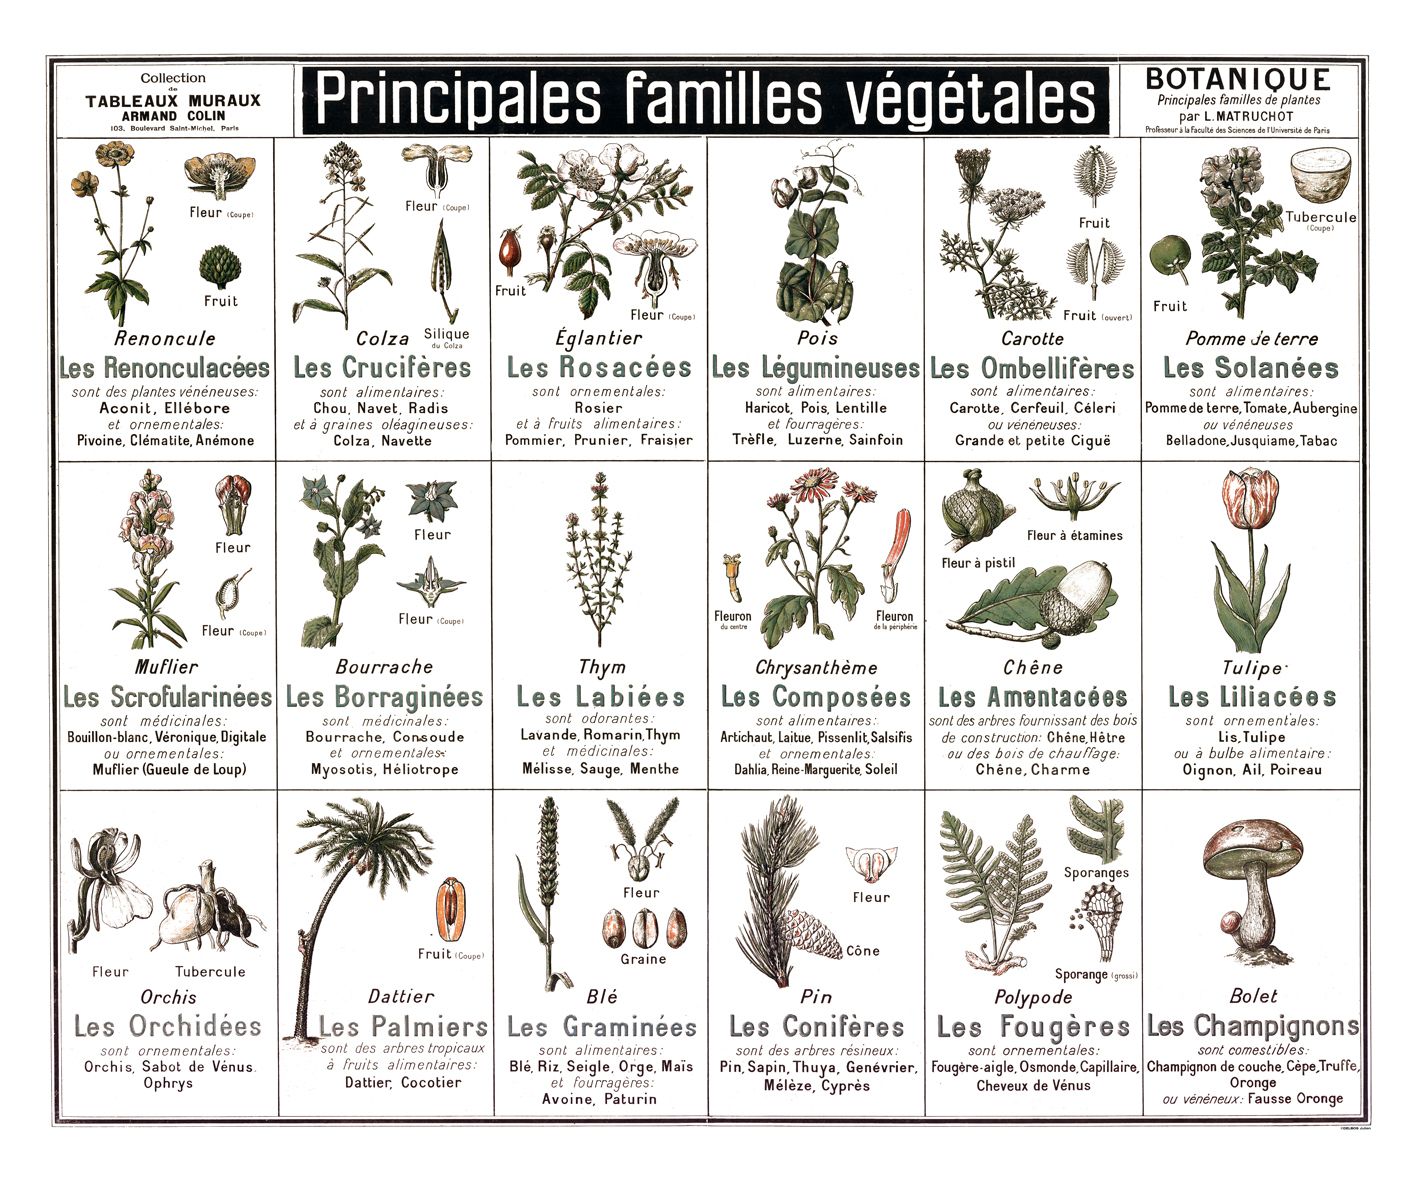 Collection
de
TABLEAUX MURAUX
ARMAND COLIN
103, Boulevard Saint-Michel, Paris
Principales familles végétales
BOTANIQUE
Principales familles de plantes
par L. MATRUCHOT
Professeur à la Faculté des Sciences de l'Université de Paris
Fleur (Coupe)
Fruit
Renoncule
Les Renonculacées
sont des plantes vénéneuses:
Aconit, Ellébore
et ornementales:
Pivoine, Clématite, Anémone
Fleur (Coupe)
Silique
du Colza
Colza
Les Crucifères
sont alimentaires:
Chou, Navet, Radis
et à graines oléagineuses:
Colza, Navette
Fruit
Fleur (Coupe)
Églantier
Les Rosacées
sont ornementales:
Rosier
et à fruits alimentaires:
Pommier, Prunier, Fraisier
Pois
Les Légumineuses
sont alimentaires:
Haricot, Pois, Lentille
et fourragères:
Trèfle, Luzerne, Sainfoin
Fruit
Fruit (ouvert)
Carotte
Les Ombellifères
sont alimentaires:
Carotte, Cerfeuil, Céleri
ou vénéneuses:
Grande et petite Ciguë
Tubercule
(Coupe)
Fruit
Pomme de terre
Les Solanées
sont alimentaires:
Pomme de terre, Tomate, Aubergine
ou vénéneuses
Belladone, Jusquiame, Tabac
Fleur
Fleur (Coupe)
Muflier
Les Scrofularinées
sont médicinales:
Bouillon-blanc, Véronique, Digitale
ou ornementales:
Muflier (Gueule de Loup)
Fleur
Fleur (Coupe)
Bourrache
Les Borraginées
sont médicinales:
Bourrache, Consoude
et ornementales:
Myosotis, Héliotrope
Thym
Les Labiées
sont odorantes:
Lavande, Romarin, Thym
et médicinales:
Mélisse, Sauge, Menthe
Fleuron
du centre
Fleuron
de la périphérie
Chrysanthème
Les Composées
sont alimentaires:
Artichaut, Laitue, Pissenlit, Salsifis
et ornementales:
Dahlia, Reine-Marguerite, Soleil
Fleur à étamines
Fleur à pistil
Chêne
Les Amentacées
sont des arbres fournissant des bois
de construction: Chêne, Hêtre
ou des bois de chauffage:
Chêne, Charme
Tulipe
Les Liliacées
sont ornementales:
Lis, Tulipe
ou à bulbe alimentaire:
Oignon, Ail, Poireau
Fleur
Tubercule
Orchis
Les Orchidées
sont ornementales:
Orchis, Sabot de Vénus.
Ophrys
Fruit (Coupe)
Dattier
Les Palmiers
sont des arbres tropicaux
à fruits alimentaires:
Dattier, Cocotier
Fleur
Graine
Blé
Les Graminées
sont alimentaires:
Blé, Riz, Seigle, Orge, Maïs
et fourragères:
Avoine, Paturin
Fleur
Cône
Pin
Les Conifères
sont des arbres résineux:
Pin, Sapin, Thuya, Genévrier,
Mélèze, Cyprès
Sporanges
Sporange (grossi)
Polypode
Les Fougères
sont ornementales:
Fougère-aigle, Osmonde, Capillaire,
Cheveux de Vénus
Bolet
Les Champignons
sont comestibles:
Champignon de couche, Cèpe, Truffe,
Oronge
ou vénéneux: Fausse Oronge
©DELBOS Julien